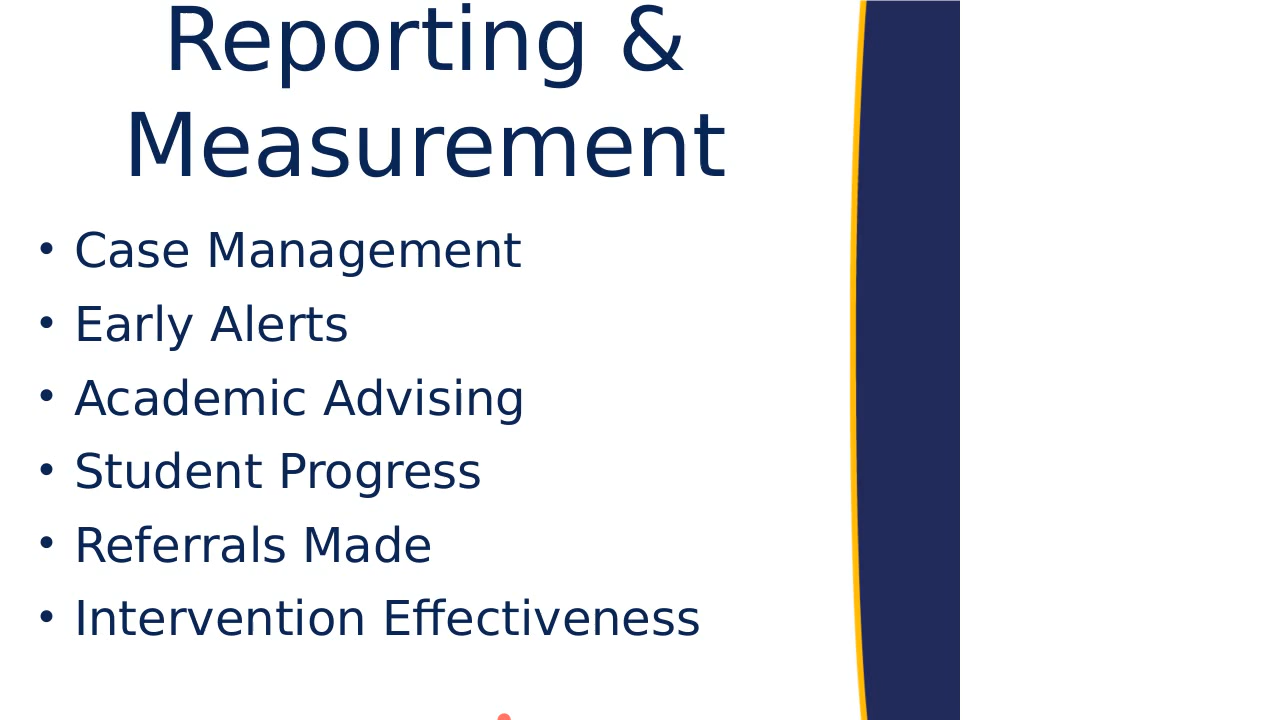 Reporting &
Measurement
• Case Management
• Early Alerts
• Academic Advising
• Student Progress
• Referrals Made
• Intervention Effectiveness